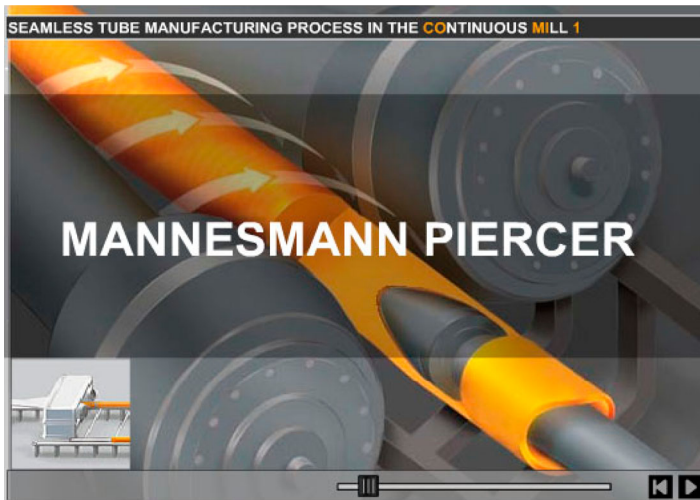 SEAMLESS TUBE MANUFACTURING PROCESS IN THE CONTINUOUS MILL 1
MANNESMANN PIERCER